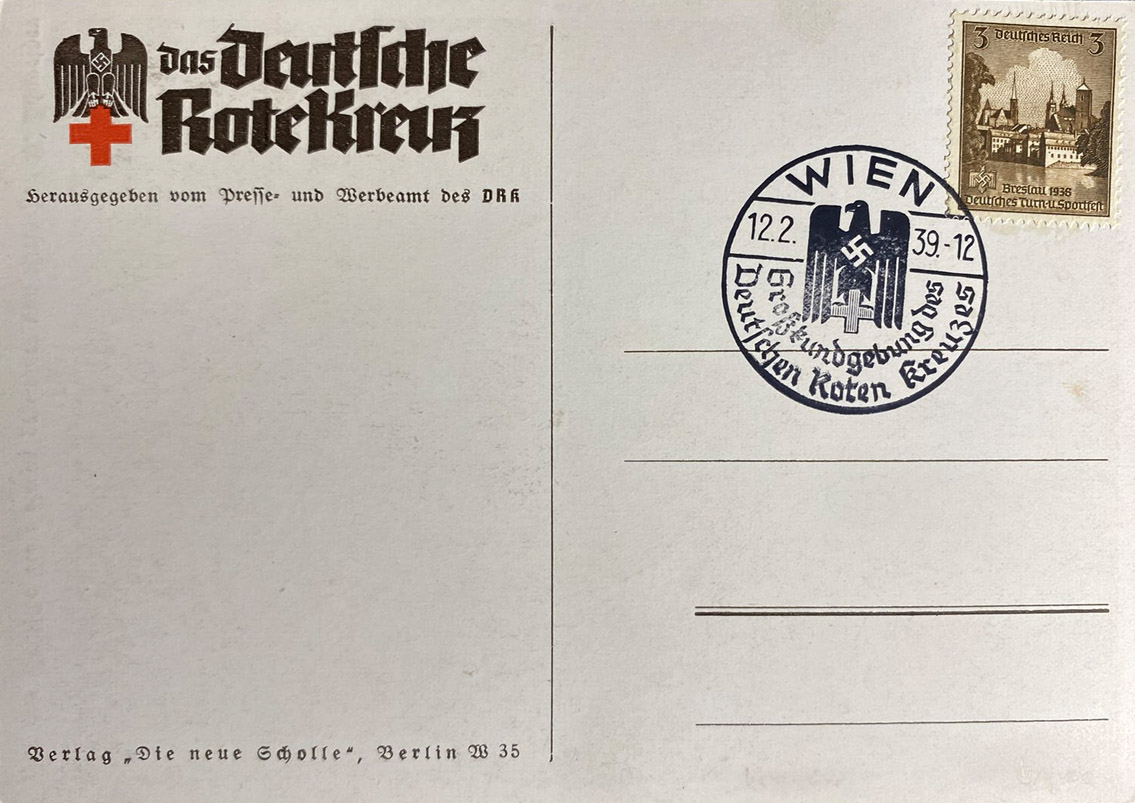 das Deutsche
Rote Kreuz
Herausgegeben vom Presse- und Werbeamt des DRK
Verlag „Die neue Scholle“, Berlin W 35
3 Deutsches Reich 3
Breslau 1938
Deutsches Turn-u. Sportfest
WIEN
12.2. 39.-12
Großkundgebung des
Deutschen Roten Kreuzes